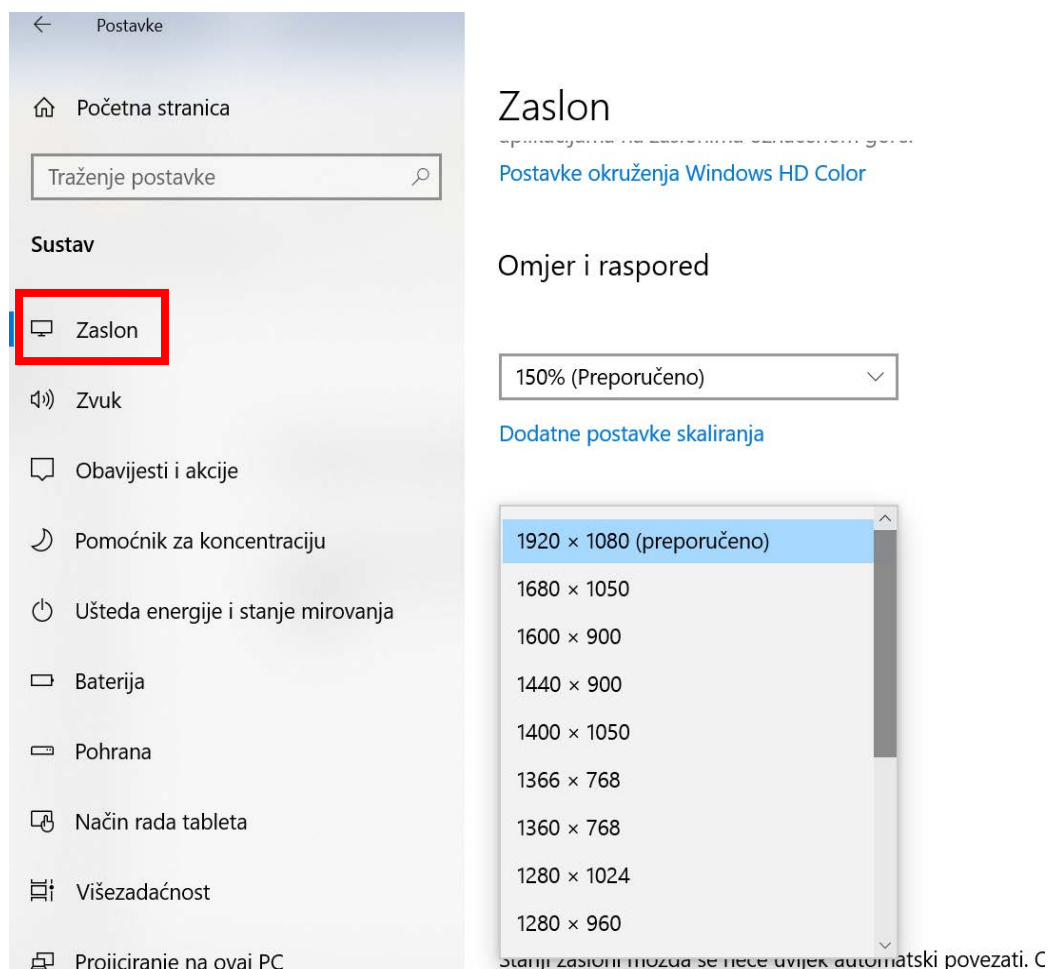 Postavke
Početna stranica
Traženje postavke
Sustav
Zaslon
Zvuk
Obavijesti i akcije
Pomoćnik za koncentraciju
Ušteda energije i stanje mirovanja
Baterija
Pohrana
Način rada tableta
Višezadaćnost
Projiciranje na ovaj PC
Zaslon
Postavke okruženja Windows HD Color
Omjer i raspored
150% (Preporučeno)
Dodatne postavke skaliranja
1920 × 1080 (preporučeno)
1680 × 1050
1600 × 900
1440 × 900
1400 × 1050
1366 × 768
1360 × 768
1280 × 1024
1280 × 960
Stariji zasloni možda se neće uvijek automatski povezati.